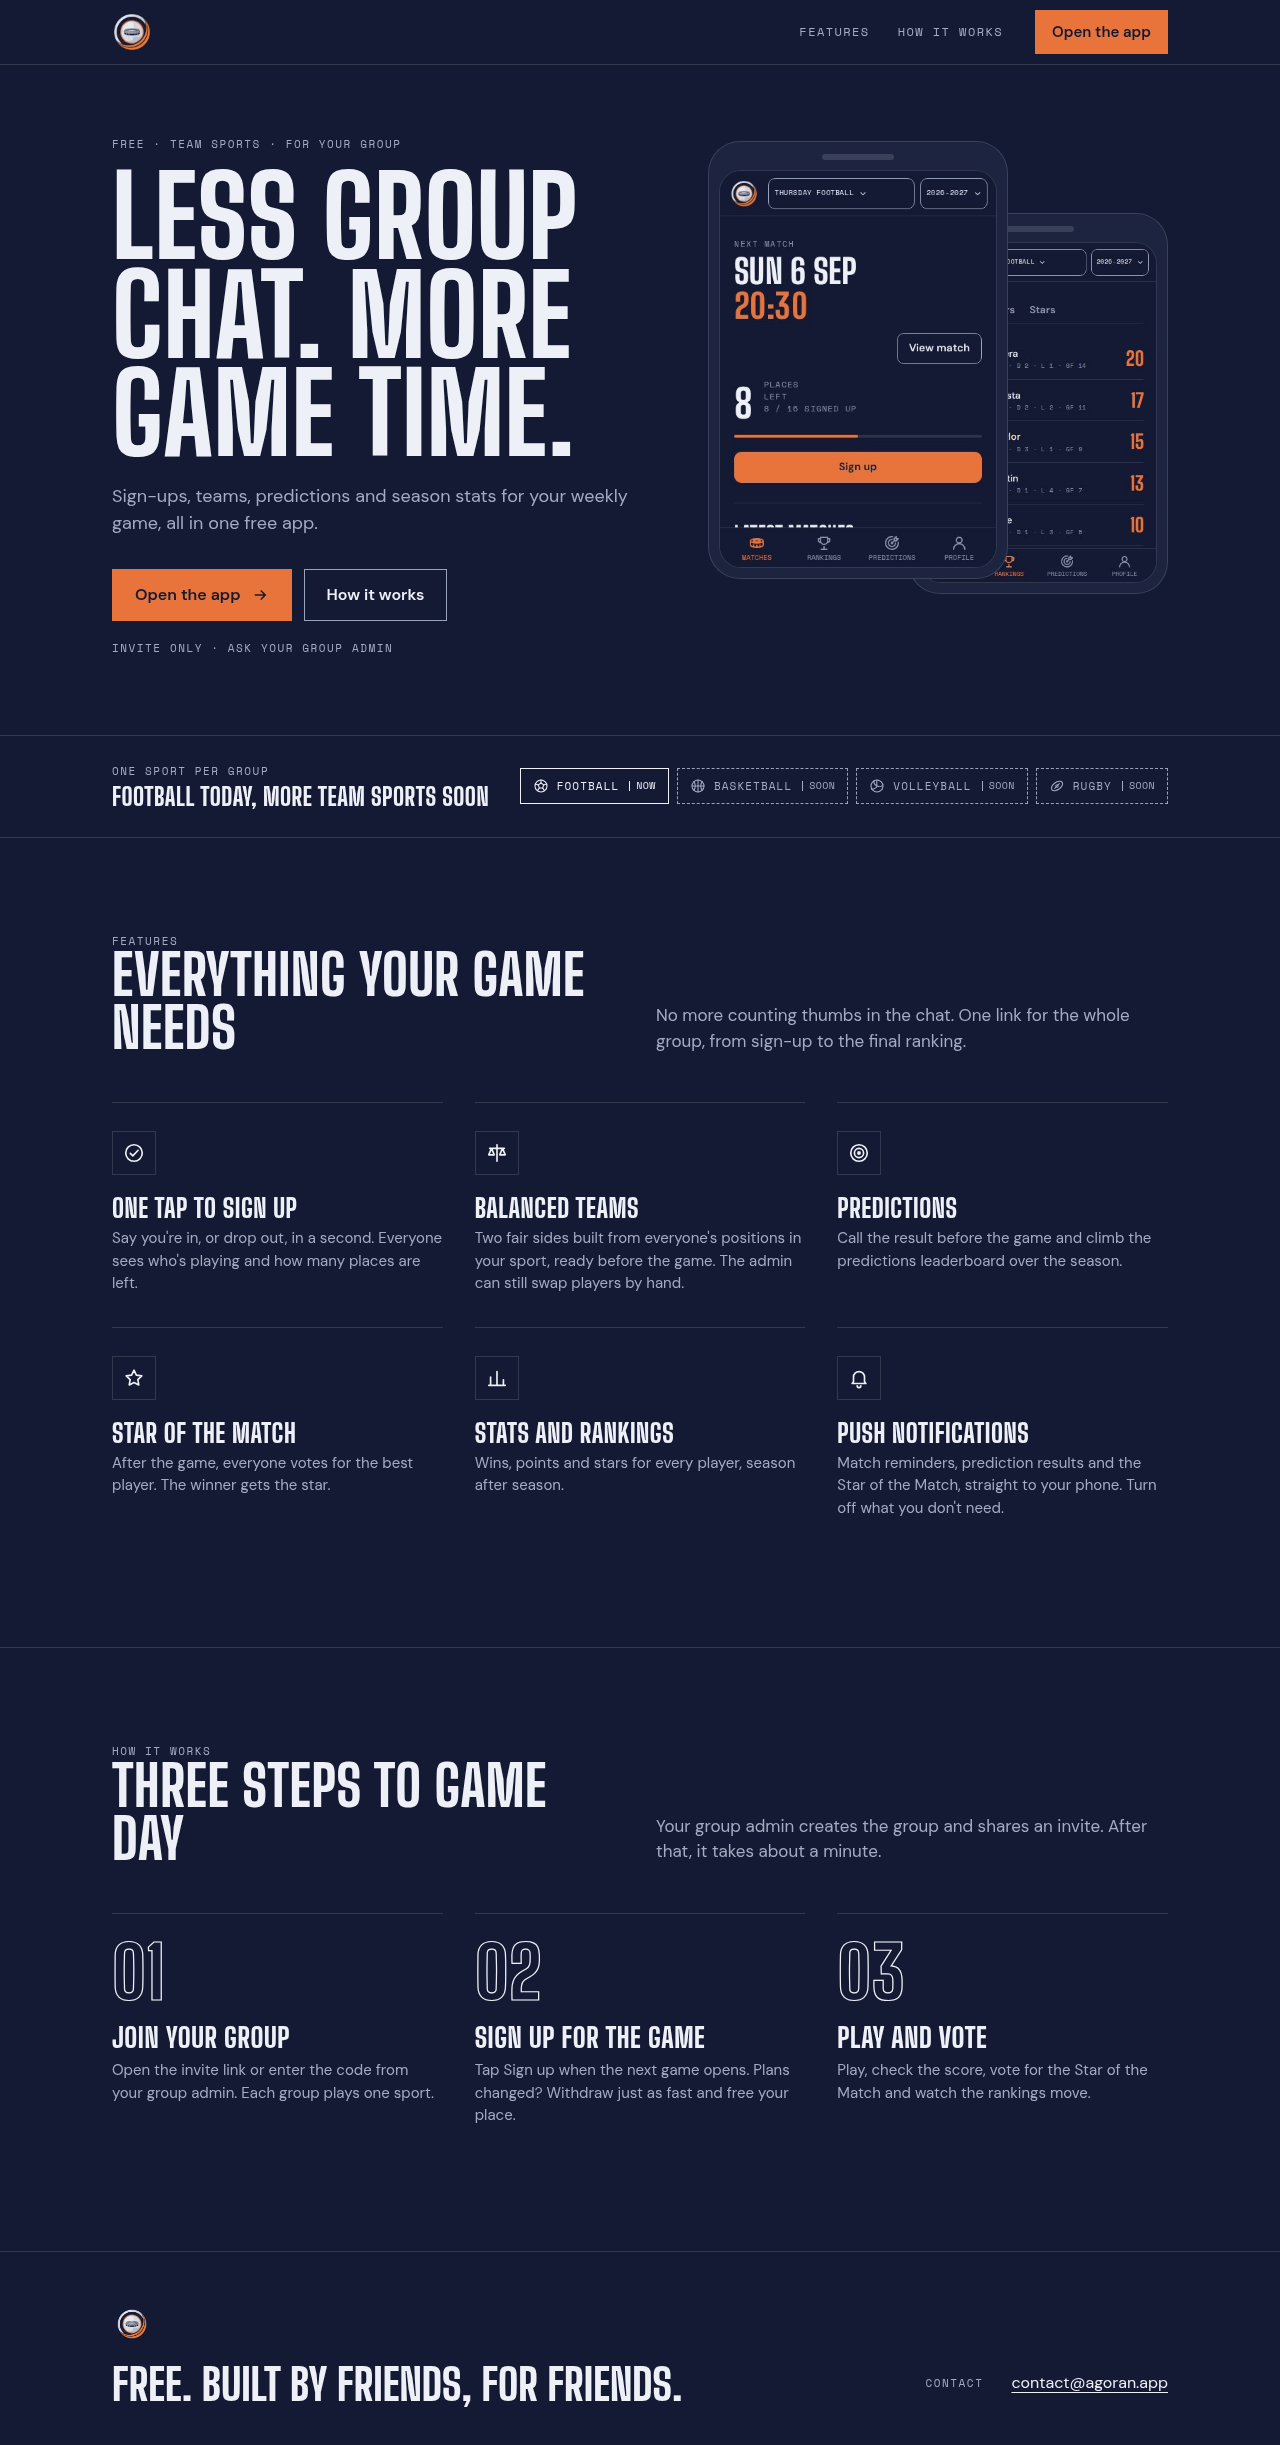 FEATURES
HOW IT WORKS
Open the app
FREE · TEAM SPORTS · FOR YOUR GROUP
LESS GROUP
CHAT. MORE
GAME TIME.
Sign-ups, teams, predictions and season stats for your weekly
game, all in one free app.
Open the app →
How it works
INVITE ONLY · ASK YOUR GROUP ADMIN
THURSDAY FOOTBALL
2026-2027
NEXT MATCH
SUN 6 SEP
20:30
View match
8
PLACES
LEFT
8 / 16 SIGNED UP
Sign up
LATEST MATCHES
MATCHES
RANKINGS
PREDICTIONS
PROFILE
2026-2027
Stars
20
17
15
13
10
RANKINGS
PREDICTIONS
PROFILE
ONE SPORT PER GROUP
FOOTBALL TODAY, MORE TEAM SPORTS SOON
FOOTBALL | NOW
BASKETBALL | SOON
VOLLEYBALL | SOON
RUGBY | SOON
FEATURES
EVERYTHING YOUR GAME
NEEDS
No more counting thumbs in the chat. One link for the whole
group, from sign-up to the final ranking.
ONE TAP TO SIGN UP
Say you're in, or drop out, in a second. Everyone
sees who's playing and how many places are
left.
BALANCED TEAMS
Two fair sides built from everyone's positions in
your sport, ready before the game. The admin
can still swap players by hand.
PREDICTIONS
Call the result before the game and climb the
predictions leaderboard over the season.
STAR OF THE MATCH
After the game, everyone votes for the best
player. The winner gets the star.
STATS AND RANKINGS
Wins, points and stars for every player, season
after season.
PUSH NOTIFICATIONS
Match reminders, prediction results and the
Star of the Match, straight to your phone. Turn
off what you don't need.
HOW IT WORKS
THREE STEPS TO GAME
DAY
Your group admin creates the group and shares an invite. After
that, it takes about a minute.
01
JOIN YOUR GROUP
Open the invite link or enter the code from
your group admin. Each group plays one sport.
02
SIGN UP FOR THE GAME
Tap Sign up when the next game opens. Plans
changed? Withdraw just as fast and free your
place.
03
PLAY AND VOTE
Play, check the score, vote for the Star of the
Match and watch the rankings move.
FREE. BUILT BY FRIENDS, FOR FRIENDS.
CONTACT
contact@agoran.app